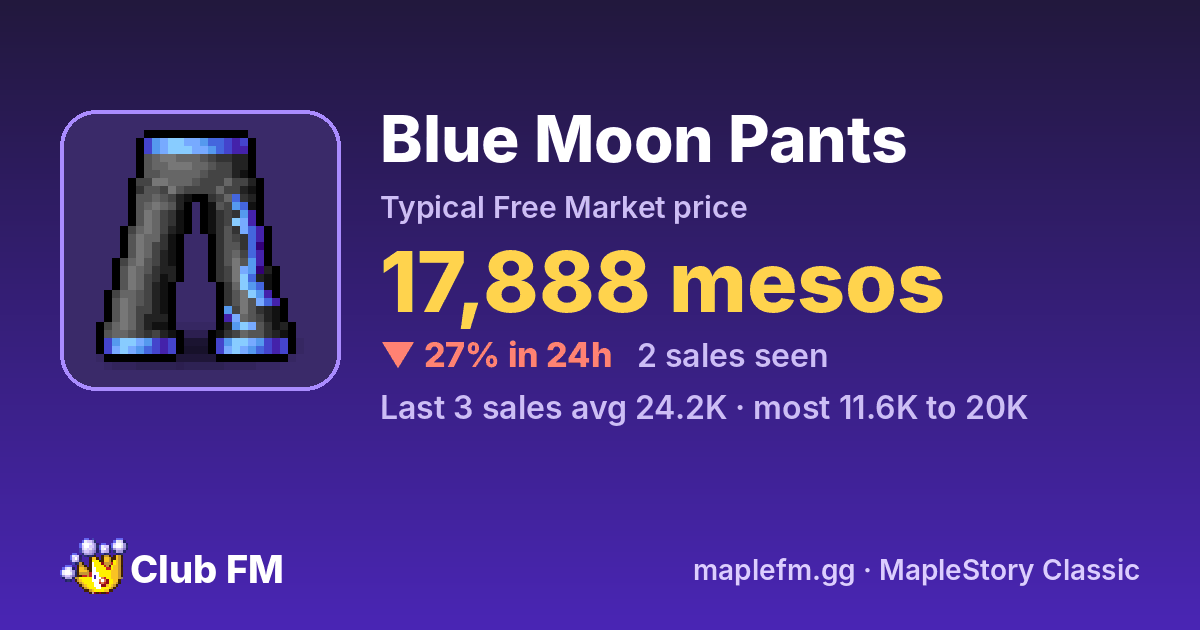 Blue Moon Pants
Typical Free Market price
17,888 mesos
▼ 27% in 24h 2 sales seen
Last 3 sales avg 24.2K · most 11.6K to 20K
Club FM
maplefm.gg · MapleStory Classic